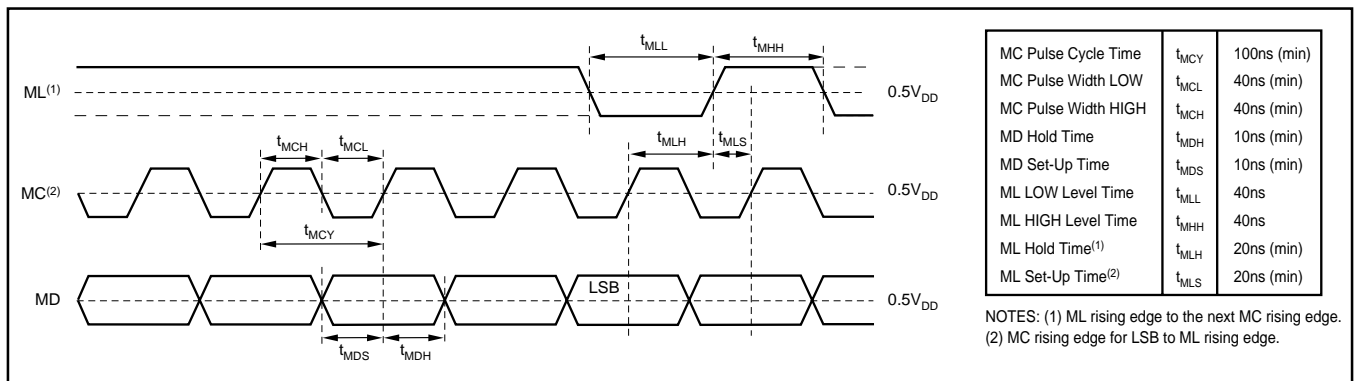 t_MLL t_MHH
ML(1) 0.5V_DD
t_MCH t_MCL t_MLH t_MLS
MC(2) 0.5V_DD
t_MCY
LSB
MD 0.5V_DD
t_MDS t_MDH
MC Pulse Cycle Time t_MCY 100ns (min)
MC Pulse Width LOW t_MCL 40ns (min)
MC Pulse Width HIGH t_MCH 40ns (min)
MD Hold Time t_MDH 10ns (min)
MD Set-Up Time t_MDS 10ns (min)
ML LOW Level Time t_MLL 40ns
ML HIGH Level Time t_MHH 40ns
ML Hold Time(1) t_MLH 20ns (min)
ML Set-Up Time(2) t_MLS 20ns (min)
NOTES: (1) ML rising edge to the next MC rising edge.
(2) MC rising edge for LSB to ML rising edge.